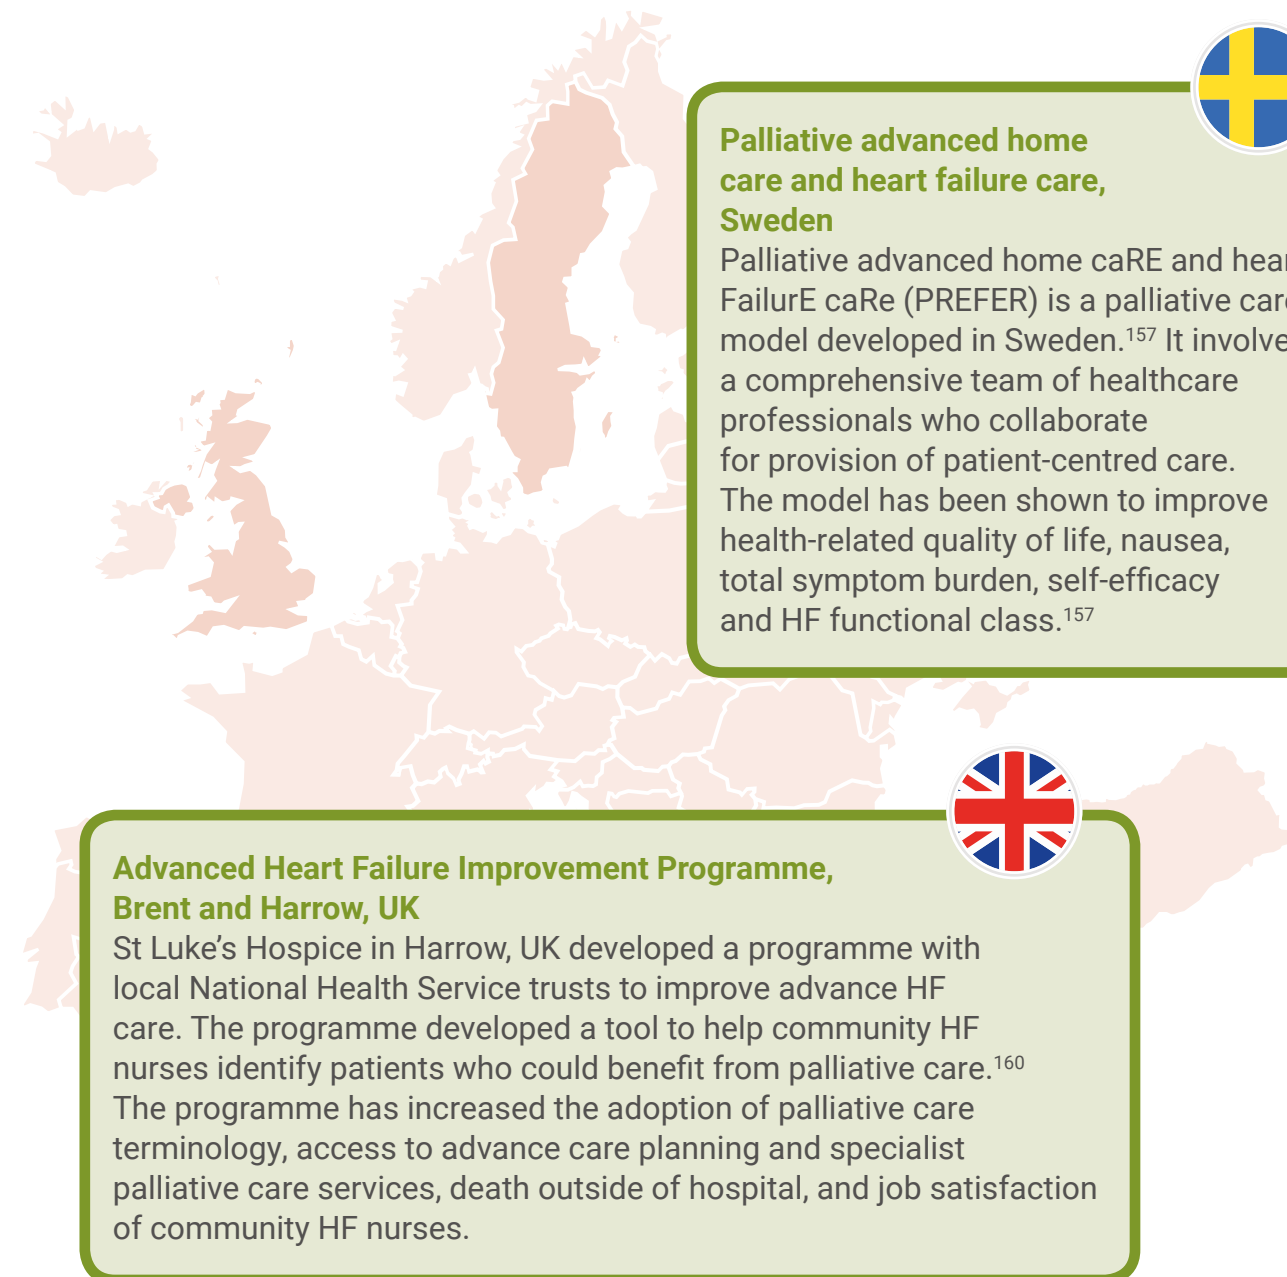 Palliative advanced home
care and heart failure care,
Sweden
Palliative advanced home caRE and hear
FailurE caRe (PREFER) is a palliative car
model developed in Sweden.157 It involve
a comprehensive team of healthcare
professionals who collaborate
for provision of patient-centred care.
The model has been shown to improve
health-related quality of life, nausea,
total symptom burden, self-efficacy
and HF functional class.157
Advanced Heart Failure Improvement Programme,
Brent and Harrow, UK
St Luke’s Hospice in Harrow, UK developed a programme with
local National Health Service trusts to improve advance HF
care. The programme developed a tool to help community HF
nurses identify patients who could benefit from palliative care.160
The programme has increased the adoption of palliative care
terminology, access to advance care planning and specialist
palliative care services, death outside of hospital, and job satisfaction
of community HF nurses.